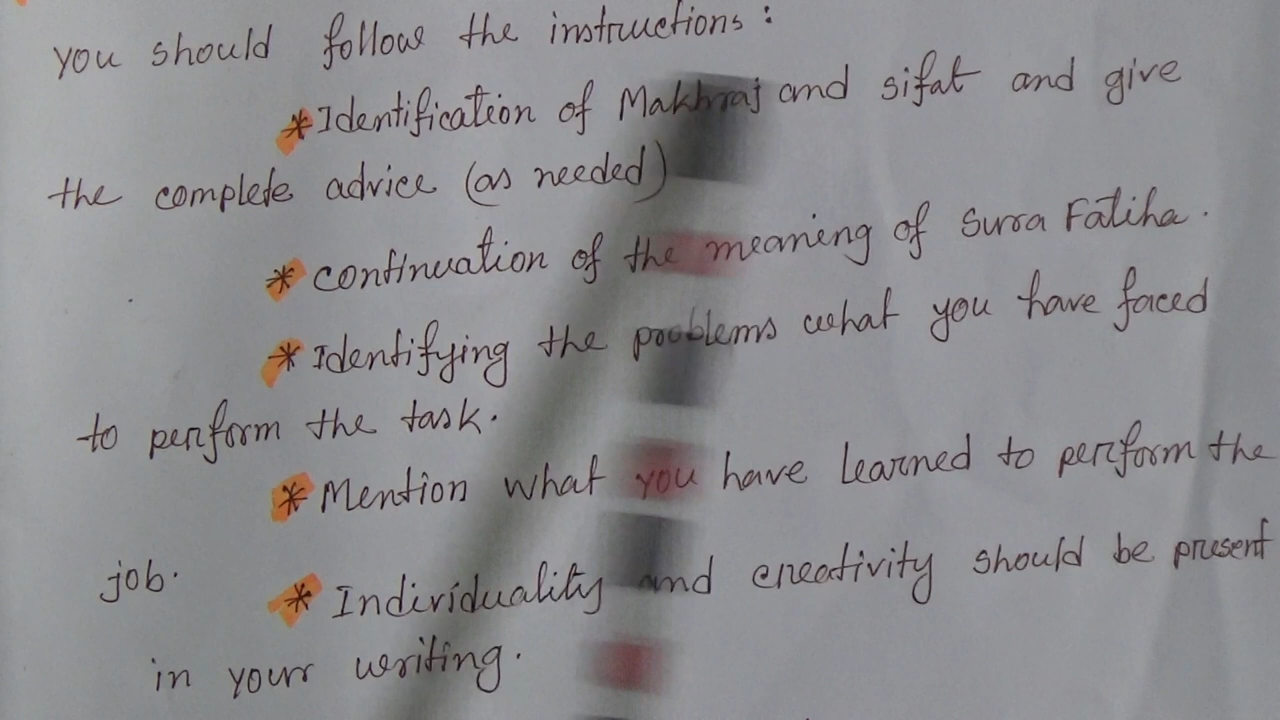 you should follow the instructions:
* Identification of Makhraj and sifat and give
the complete advice (as needed)
* continuation of the meaning of Sura Fatiha.
* Identifying the problems what you have faced
to perform the task.
* Mention what you have learned to perform the
job.
* Individuality and creativity should be present
in your writing.